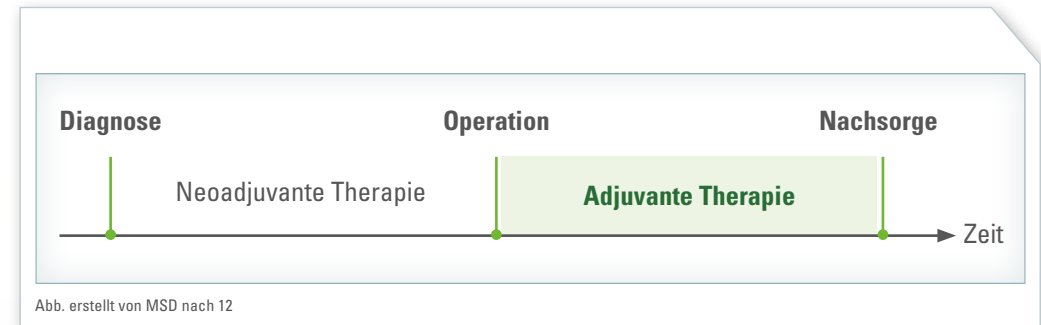 Diagnose Operation Nachsorge
Neoadjuvante Therapie Adjuvante Therapie
Zeit
Abb. erstellt von MSD nach 12